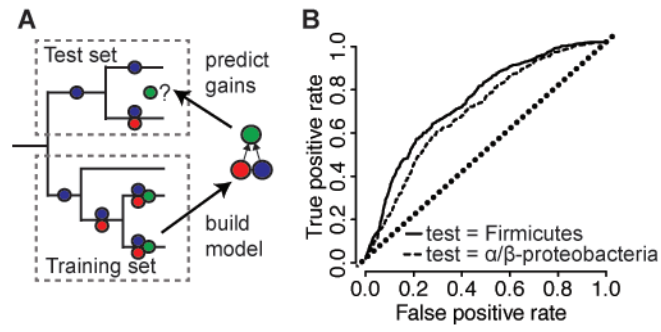 A
Test set
?
predict
gains
build
model
Training set
B
True positive rate
0.0 0.2 0.4 0.6 0.8 1.0
test = Firmicutes
test = α/β-proteobacteria
0.0 0.2 0.4 0.6 0.8 1.0
False positive rate